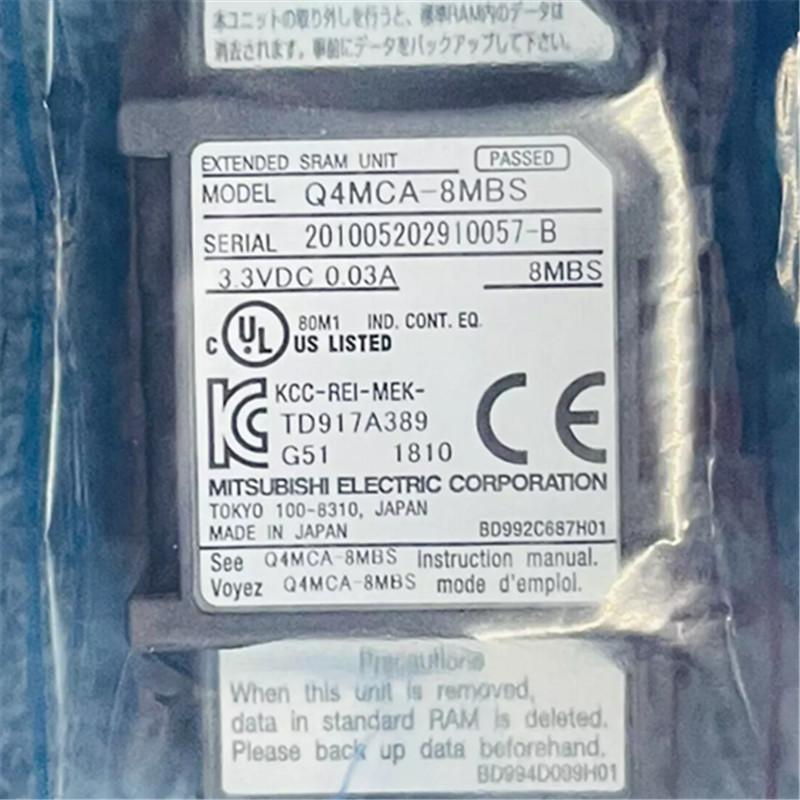 本ユニットの取り外しを行うと、標準RAM内のデータは
消去されます。事前にデータをバックアップして下さい。
EXTENDED SRAM UNIT PASSED
MODEL Q4MCA-8MBS
SERIAL 201005202910057-B
3.3VDC 0.03A 8MBS
C UL US LISTED 80M1 IND. CONT. EQ.
KCC-REI-MEK-
TD917A389
G51 1810
CE
MITSUBISHI ELECTRIC CORPORATION
TOKYO 100-8310, JAPAN
MADE IN JAPAN BD992C687H01
See Q4MCA-8MBS Instruction manual.
Voyez Q4MCA-8MBS mode d'emploi.
Precautions
When this unit is removed,
data in standard RAM is deleted.
Please back up data beforehand.
BD994D009H01